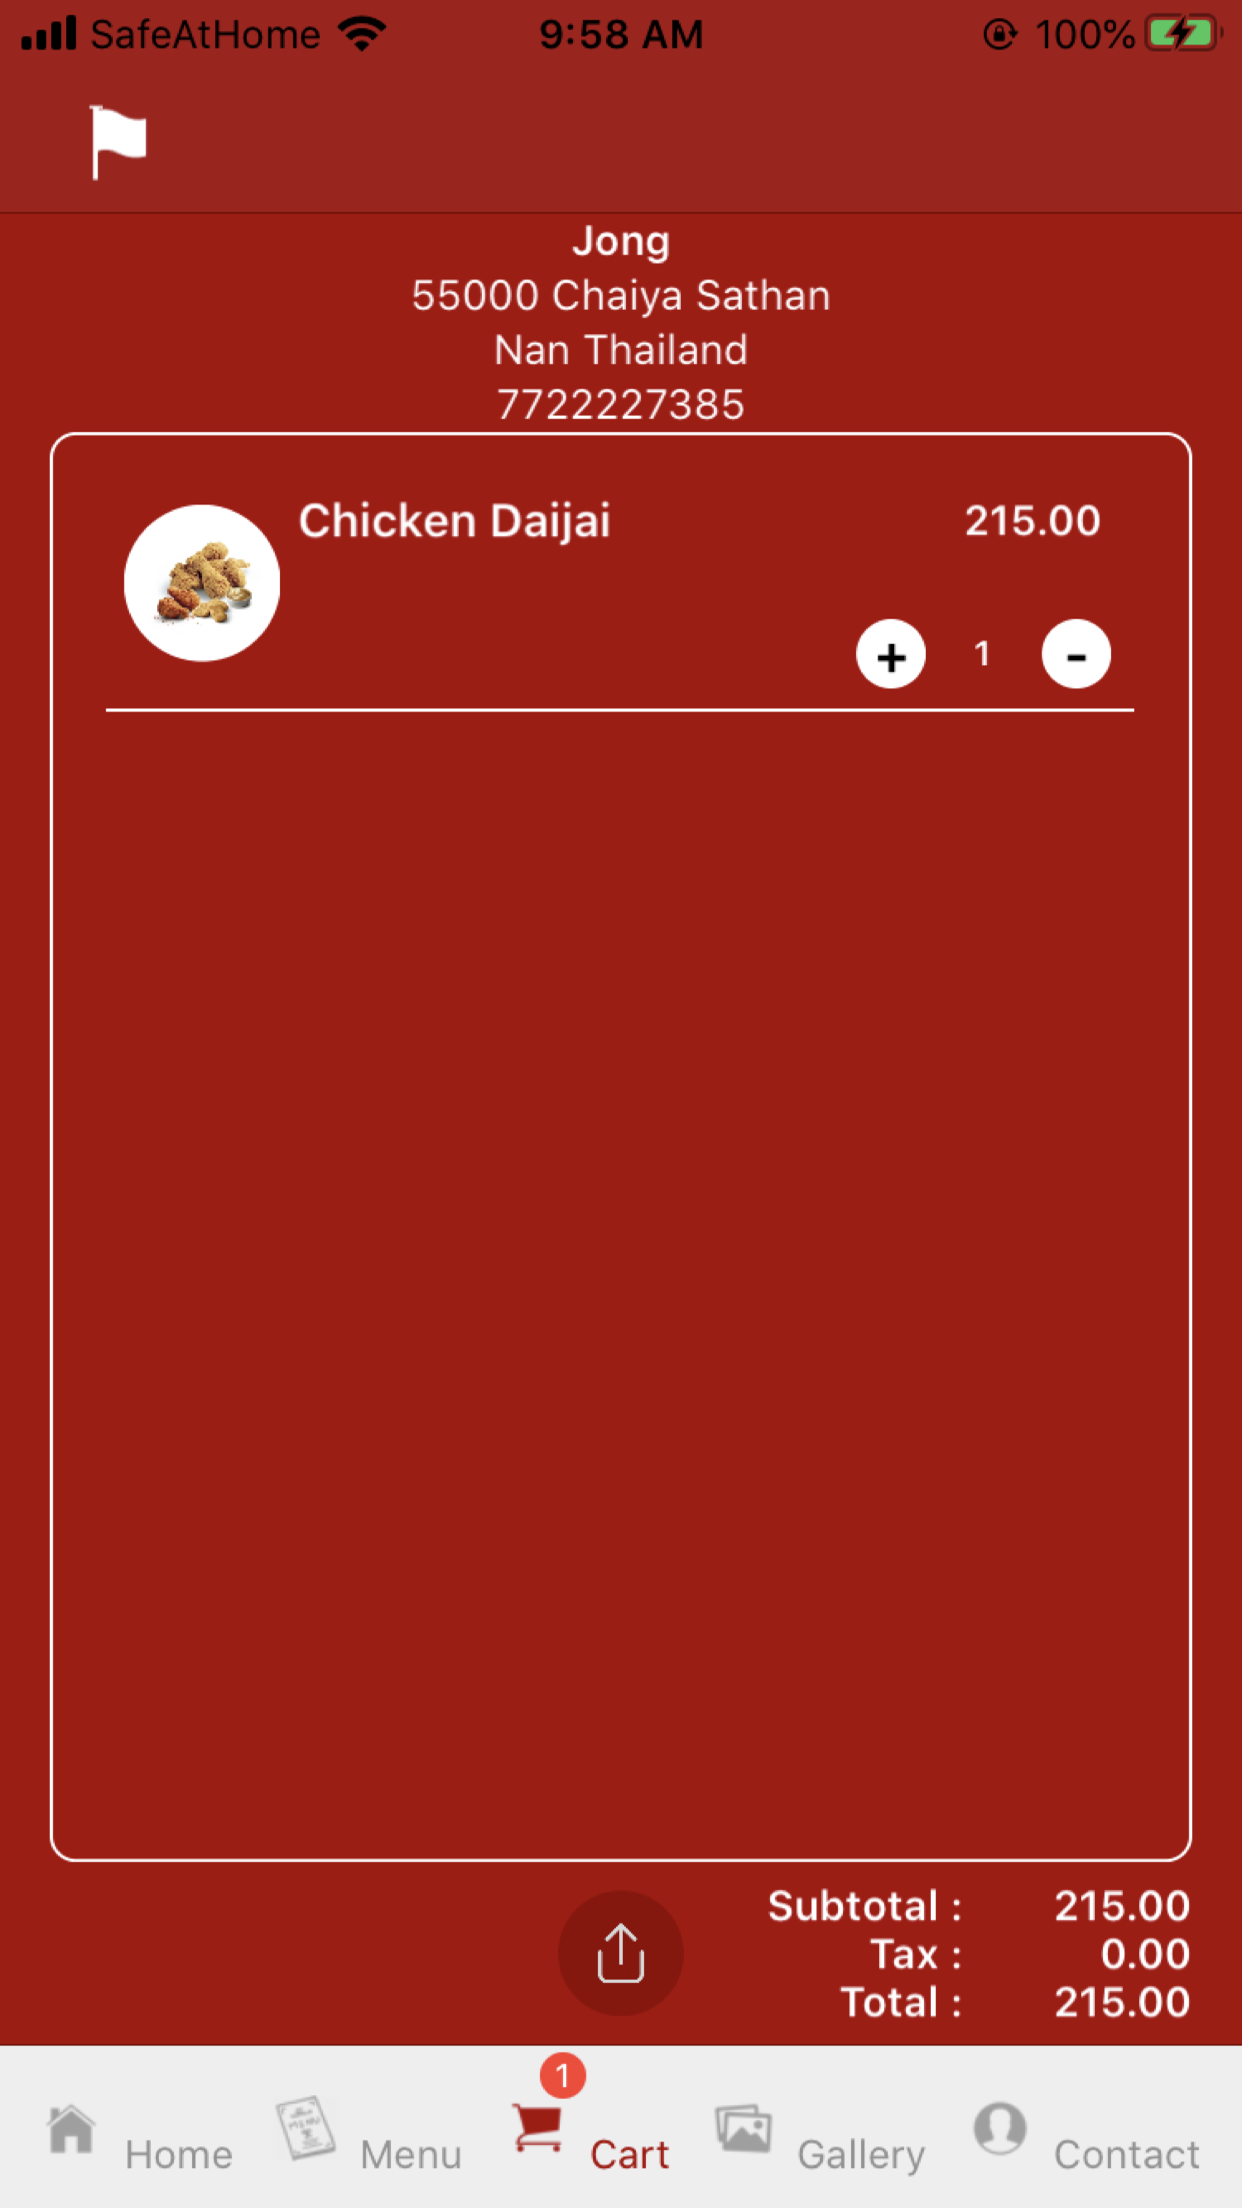 SafeAtHome 9:58 AM 100%
Jong
55000 Chaiya Sathan
Nan Thailand
7722227385
Chicken Daijai 215.00
+ 1 -
Subtotal : 215.00
Tax : 0.00
Total : 215.00
1
Home Menu Cart Gallery Contact